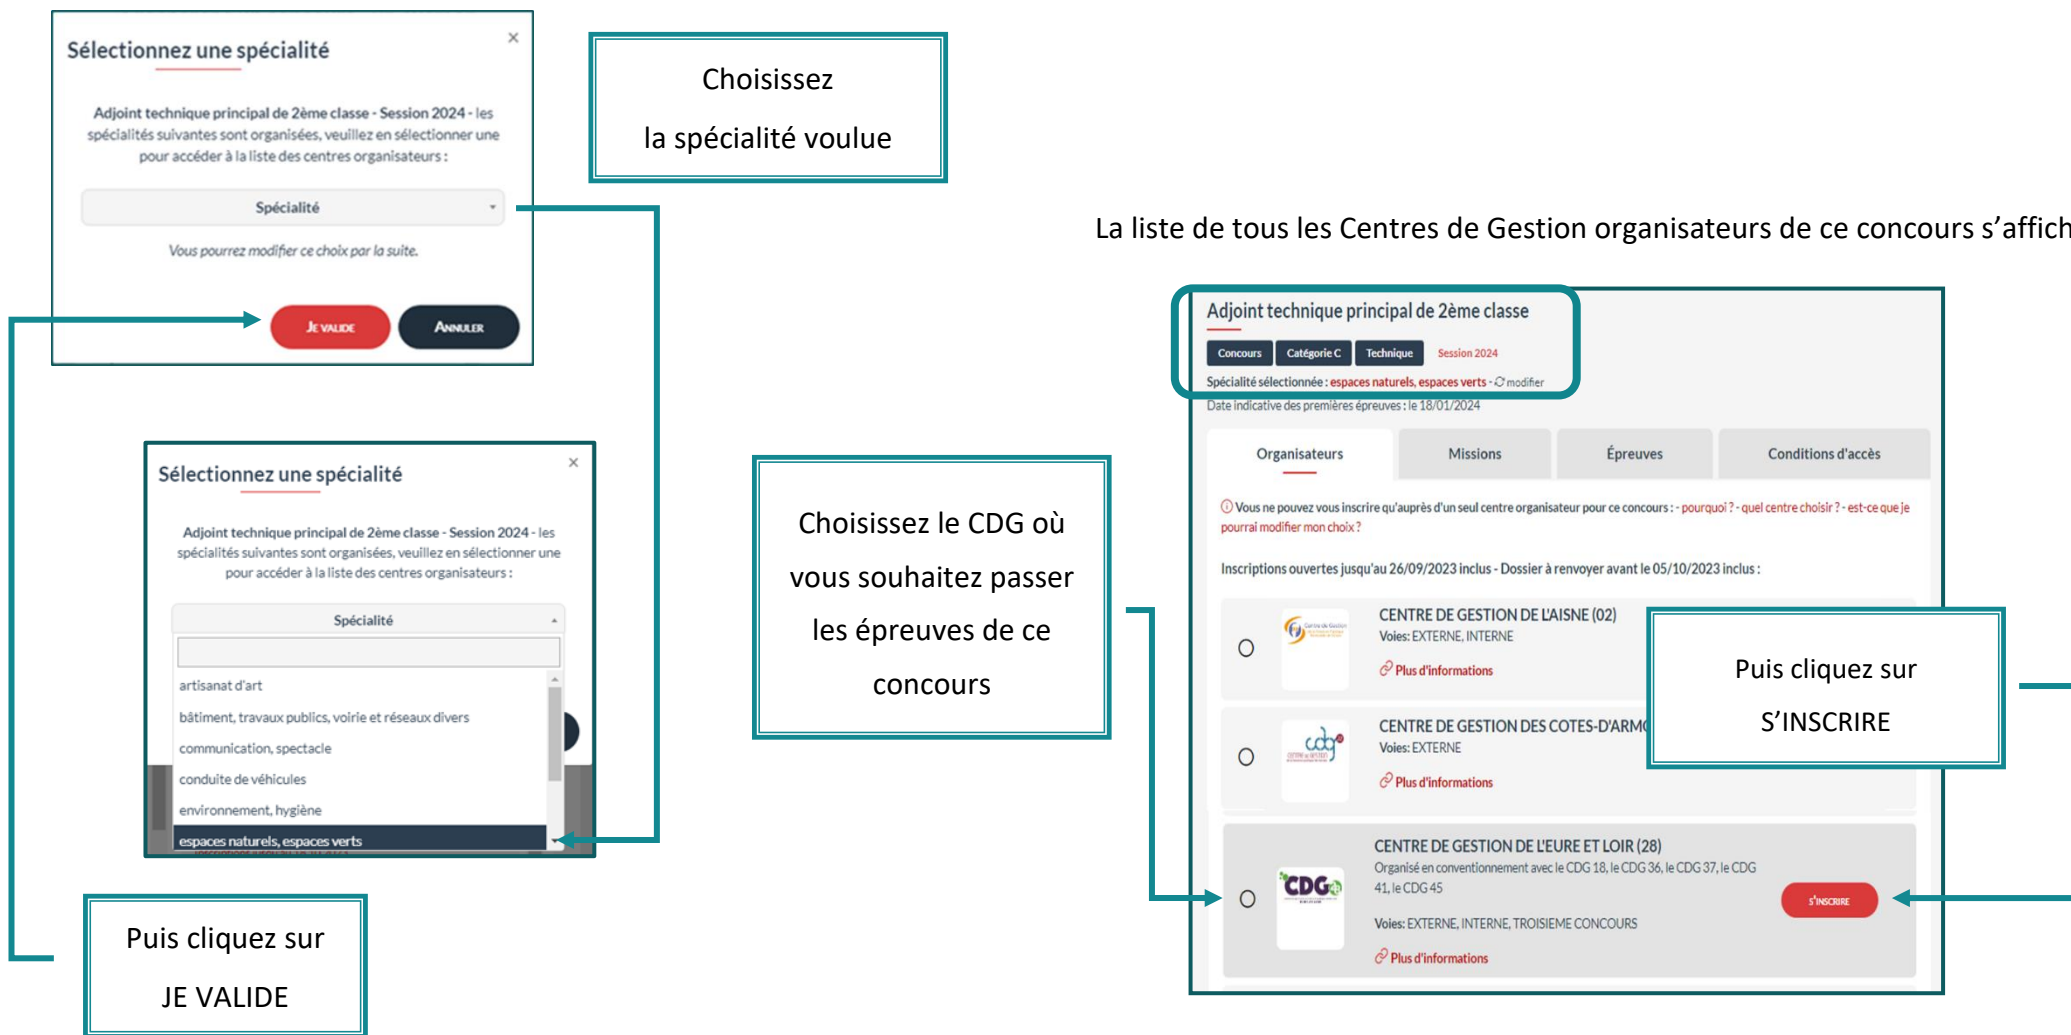 Sélectionnez une spécialité
×
Adjoint technique principal de 2ème classe - Session 2024 - les
spécialités suivantes sont organisées, veuillez en sélectionner une
pour accéder à la liste des centres organisateurs :
Spécialité
Vous pourrez modifier ce choix par la suite.
JE VALIDE
ANNULER
Choisissez
la spécialité voulue
Sélectionnez une spécialité
×
Adjoint technique principal de 2ème classe - Session 2024 - les
spécialités suivantes sont organisées, veuillez en sélectionner une
pour accéder à la liste des centres organisateurs :
Spécialité
artisanat d'art
bâtiment, travaux publics, voirie et réseaux divers
communication, spectacle
conduite de véhicules
environnement, hygiène
espaces naturels, espaces verts
Puis cliquez sur
JE VALIDE
La liste de tous les Centres de Gestion organisateurs de ce concours s’affich
Choisissez le CDG où
vous souhaitez passer
les épreuves de ce
concours
Adjoint technique principal de 2ème classe
Concours Catégorie C Technique Session 2024
Spécialité sélectionnée : espaces naturels, espaces verts - modifier
Date indicative des premières épreuves : le 18/01/2024
Organisateurs Missions Épreuves Conditions d'accès
Vous ne pouvez vous inscrire qu'auprès d'un seul centre organisateur pour ce concours : - pourquoi ? - quel centre choisir ? - est-ce que je
pourrai modifier mon choix ?
Inscriptions ouvertes jusqu'au 26/09/2023 inclus - Dossier à renvoyer avant le 05/10/2023 inclus :
Centre de Gestion
CENTRE DE GESTION DE L'AISNE (02)
Voies: EXTERNE, INTERNE
Plus d'informations
cdg
CENTRE DE GESTION DES COTES-D'ARMO
Voies: EXTERNE
Plus d'informations
Puis cliquez sur
S’INSCRIRE
CDG
CENTRE DE GESTION DE L'EURE ET LOIR (28)
Organisé en conventionnement avec le CDG 18, le CDG 36, le CDG 37, le CDG
41, le CDG 45
Voies: EXTERNE, INTERNE, TROISIEME CONCOURS
Plus d'informations
S'INSCRIRE